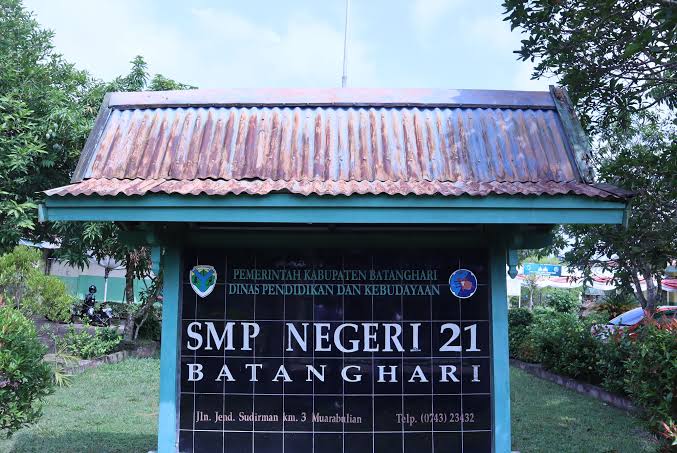 PEMERINTAH KABUPATEN BATANGHARI
DINAS PENDIDIKAN DAN KEBUDAYAAN
SMP NEGERI 21
BATANGHARI
Jln. Jend. Sudirman km. 3 Muarabulian Telp. (0743) 23432